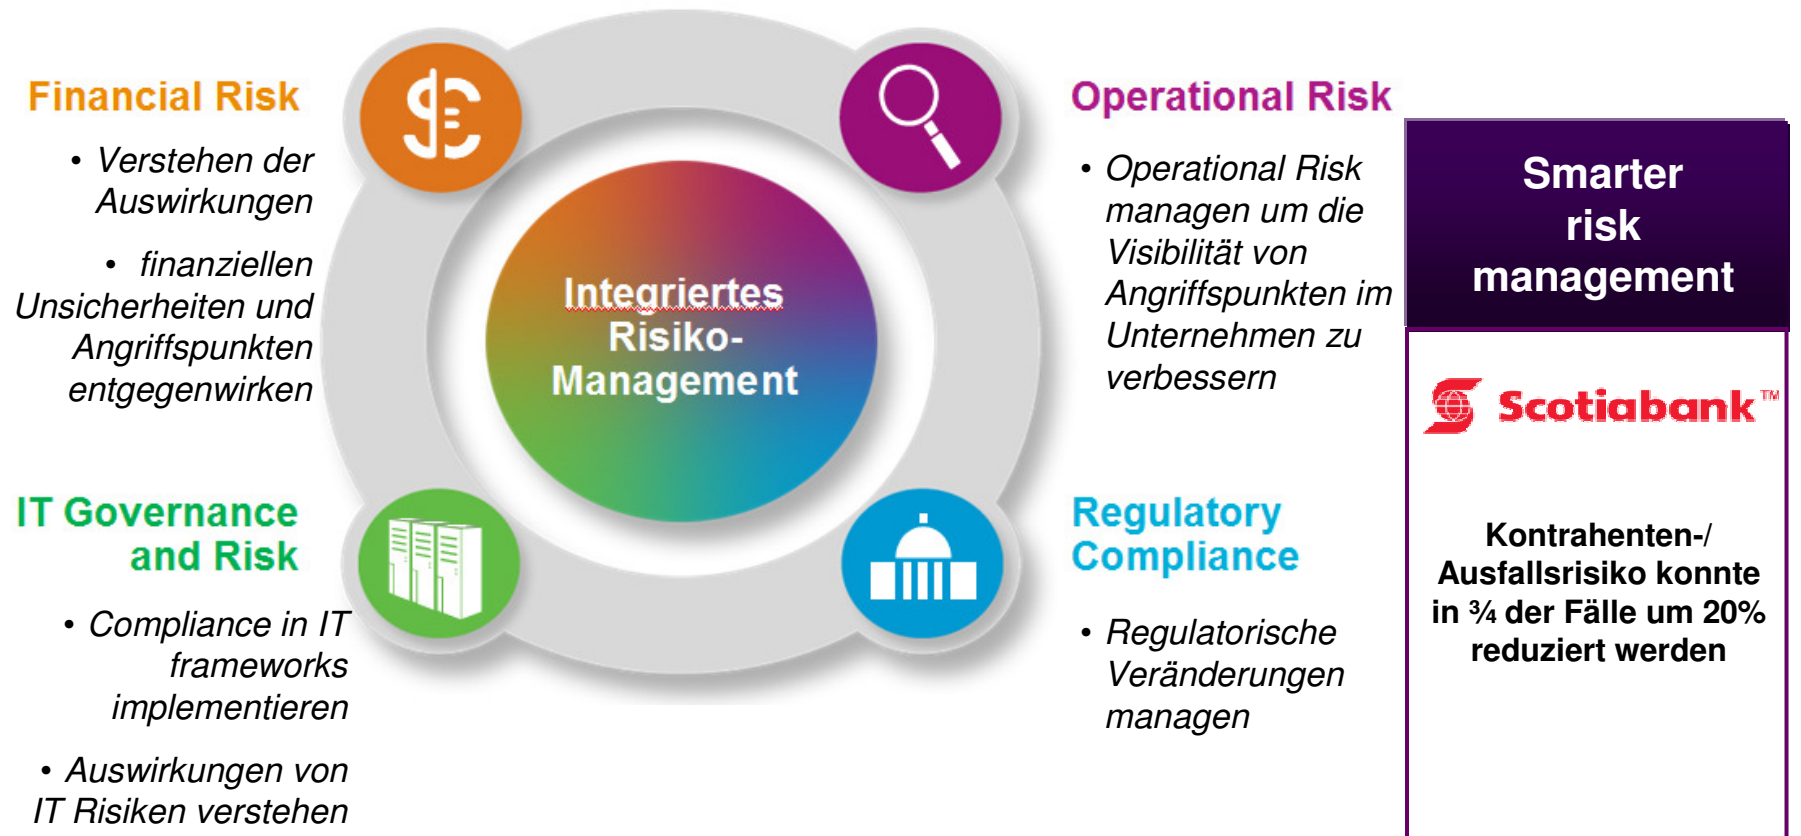 Financial Risk
• Verstehen der
Auswirkungen
• finanziellen
Unsicherheiten und
Angriffspunkten
entgegenwirken
Operational Risk
• Operational Risk
managen um die
Visibilität von
Angriffspunkten im
Unternehmen zu
verbessern
Integriertes
Risiko-
Management
IT Governance
and Risk
• Compliance in IT
frameworks
implementieren
• Auswirkungen von
IT Risiken verstehen
Regulatory
Compliance
• Regulatorische
Veränderungen
managen
Smarter
risk
management
Scotiabank™
Kontrahenten-/
Ausfallsrisiko konnte
in ¾ der Fälle um 20%
reduziert werden